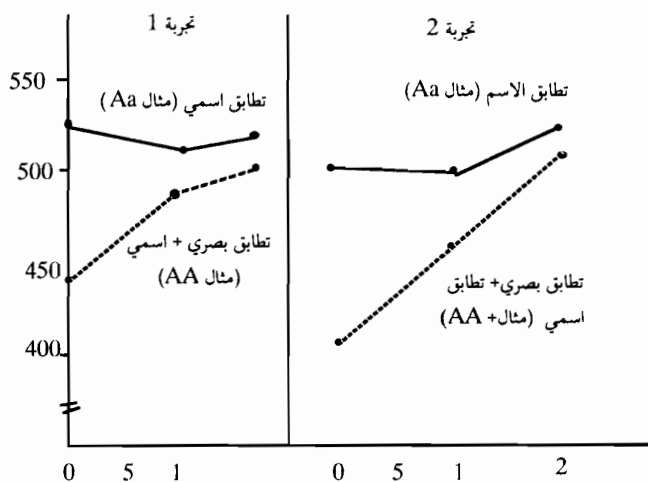 تجربة 1
تجربة 2
550
500
450
400
تطابق اسمي (مثال Aa)
تطابق بصري + اسمي
(مثال AA)
تطابق الاسم (مثال Aa)
تطابق بصري+ تطابق
اسمي (مثال+ AA)
0 5 1
0 5 1 2